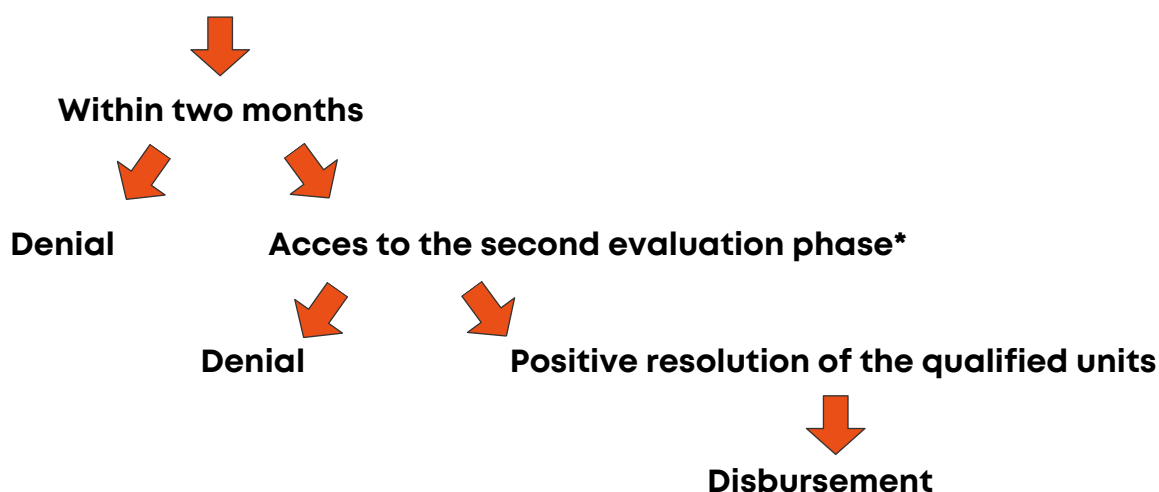 Within two months
Denial
Acces to the second evaluation phase*
Denial
Positive resolution of the qualified units
Disbursement